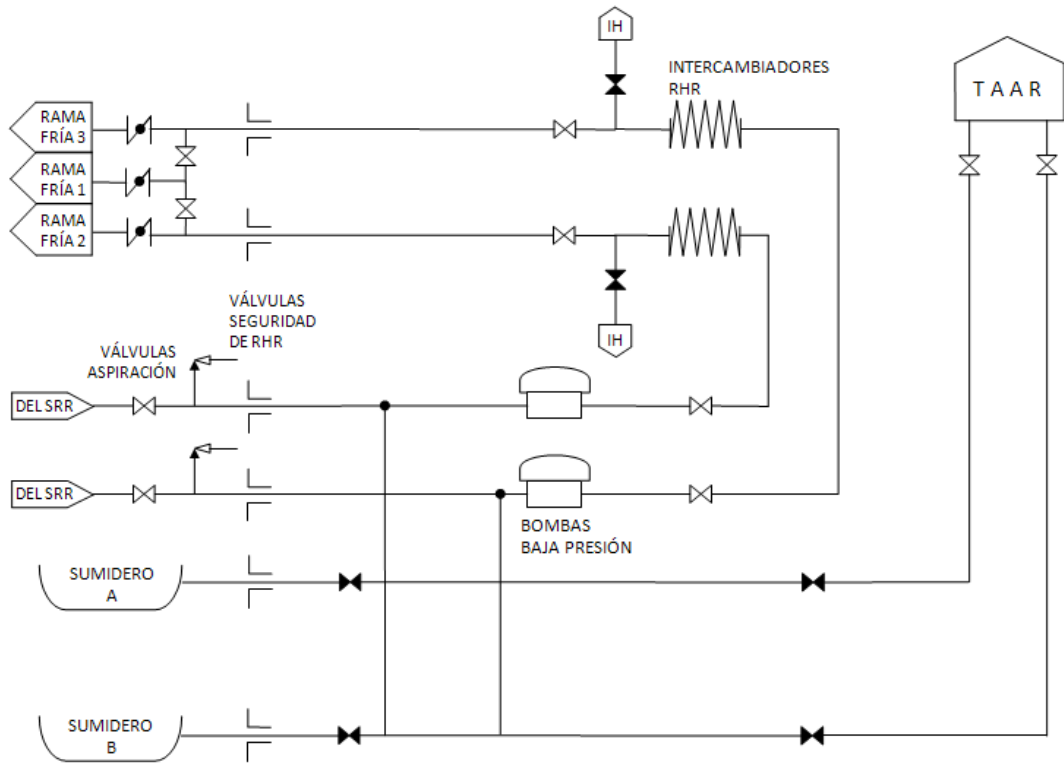 IH
INTERCAMBIADORES
RHR
T A A R
RAMA
FRÍA 3
RAMA
FRÍA 1
RAMA
FRÍA 2
IH
VÁLVULAS
SEGURIDAD
DE RHR
VÁLVULAS
ASPIRACIÓN
DEL SRR
DEL SRR
BOMBAS
BAJA PRESIÓN
SUMIDERO
A
SUMIDERO
B